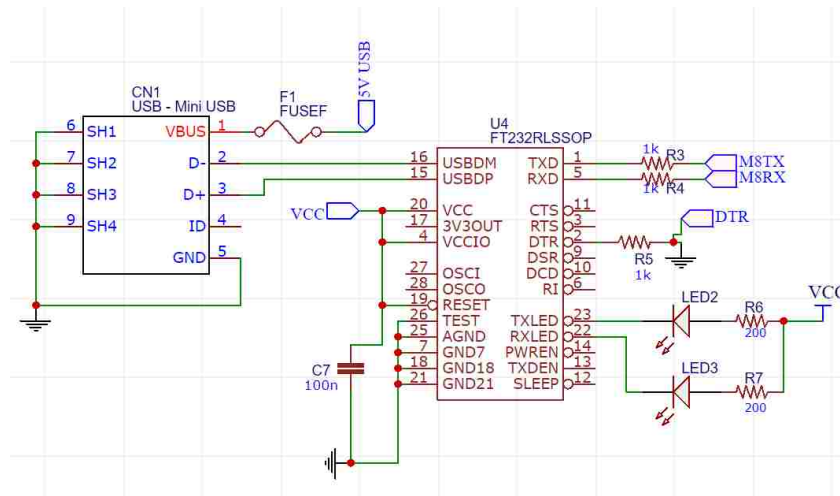 5V USB
CN1
USB - Mini USB
F1
FUSEF
6 SH1 VBUS 1
7 SH2 D- 2
8 SH3 D+ 3
9 SH4 ID 4
GND 5
U4
FT232RLSSOP
16 USBDM TXD 1
15 USBDP RXD 5
20 VCC CTS 11
17 3V3OUT RTS 3
4 VCCIO DTR 2
DSR 9
27 OSCI DCD 10
28 OSCO RI 6
19 RESET
26 TEST TXLED 23
25 AGND RXLED 22
7 GND7 PWREN 14
18 GND18 TXDEN 13
21 GND21 SLEEP 12
VCC
C7
100n
1k R3
M8TX
1k R4
M8RX
DTR
R5
1k
LED2
R6
200
VCC
LED3
R7
200